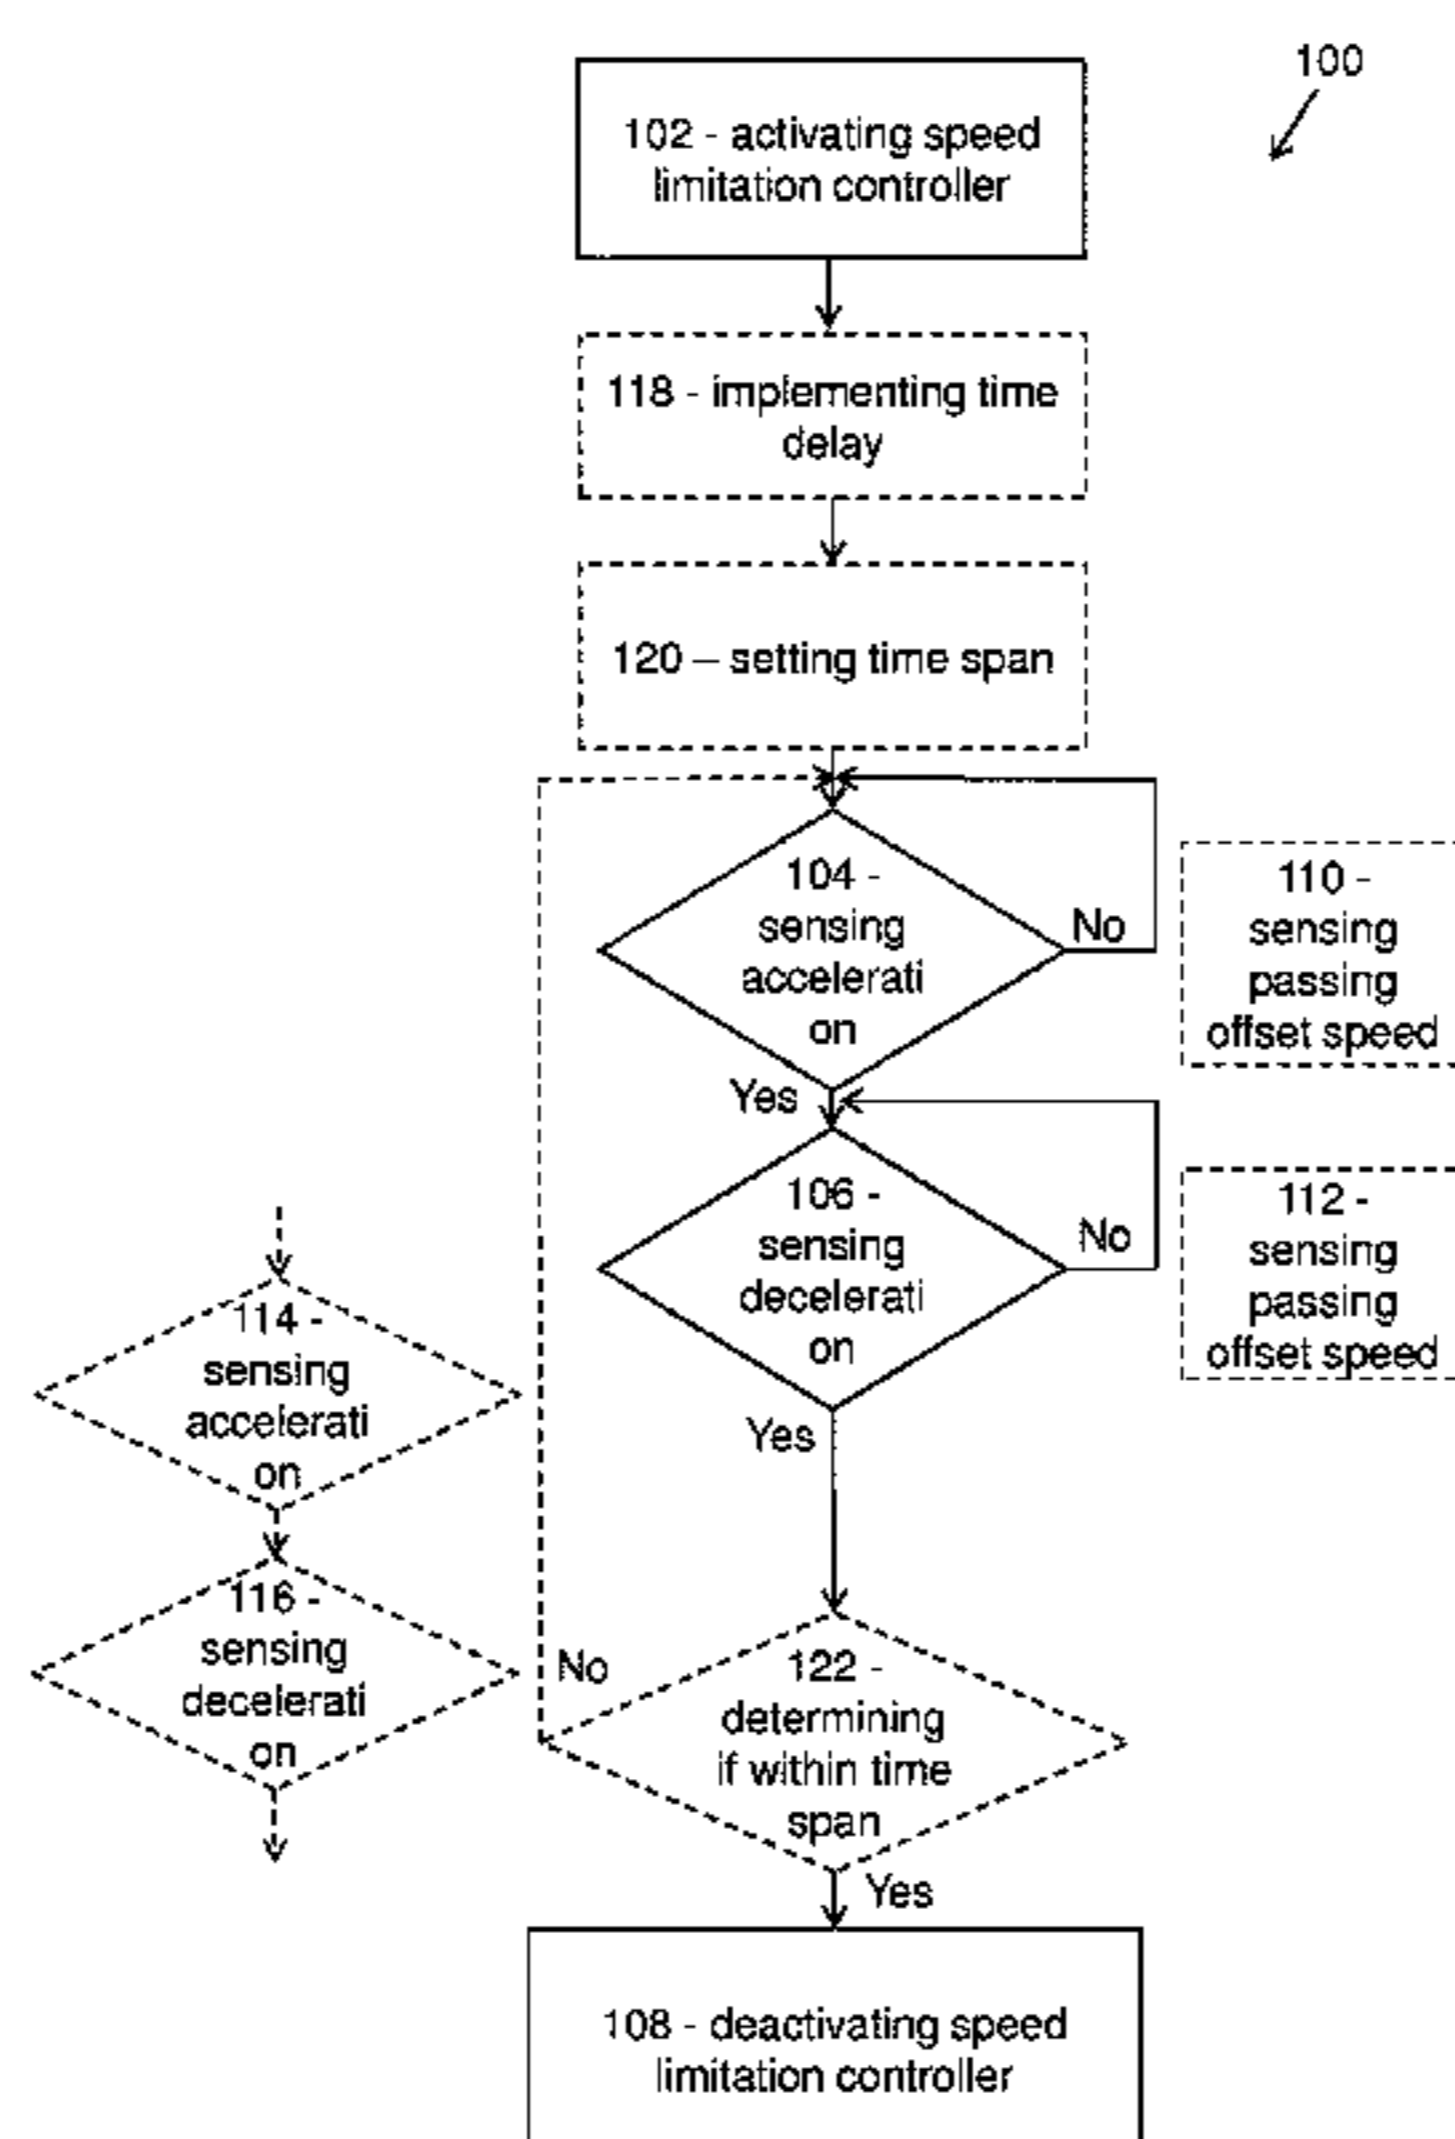 100
102 - activating speed
limitation controller
118 - implementing time
delay
120 – setting time span
104 -
sensing
accelerati
on
No
110 -
sensing
passing
offset speed
Yes
106 -
sensing
decelerati
on
No
112 -
sensing
passing
offset speed
Yes
114 -
sensing
accelerati
on
116 -
sensing
decelerati
on
No
122 -
determining
if within time
span
Yes
108 - deactivating speed
limitation controller